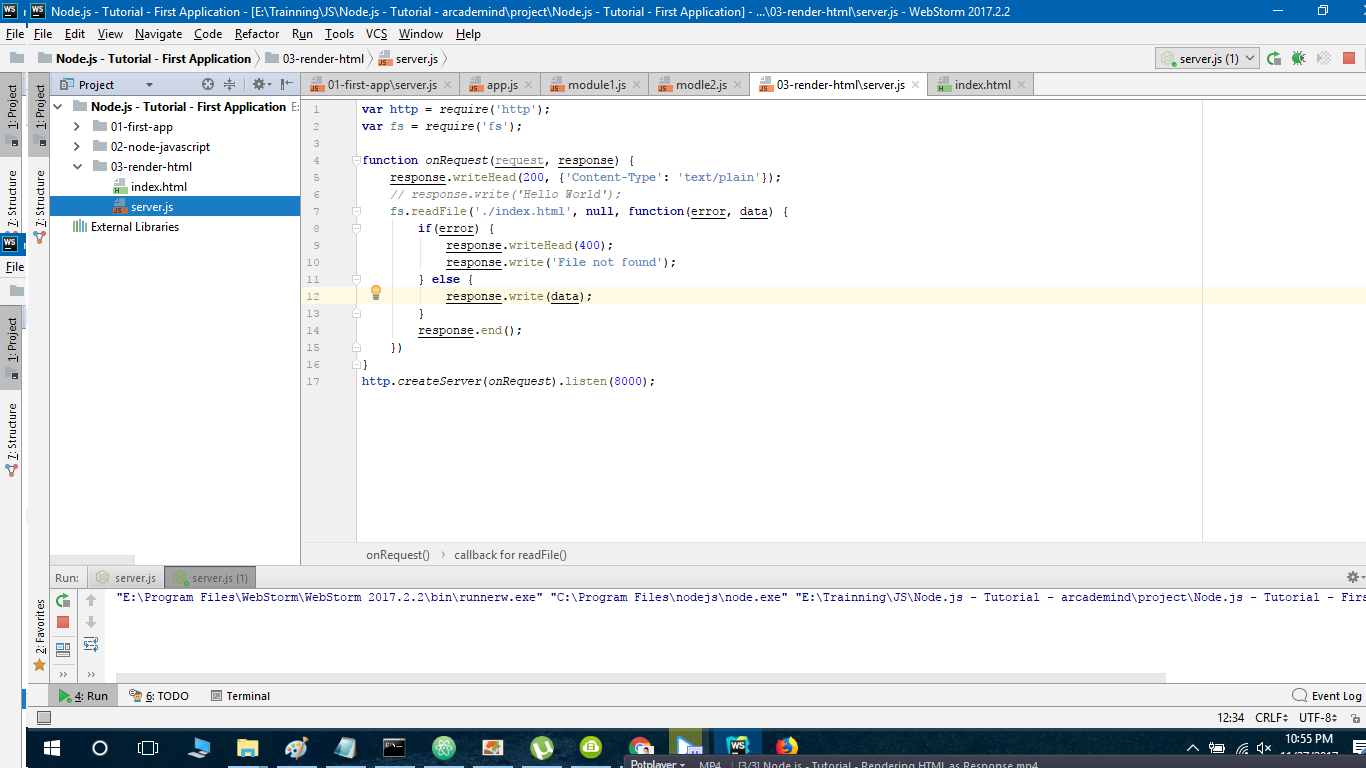 Node.js - Tutorial - First Application - [E:\Trainning\JS\Node.js - Tutorial - arcademind\project\Node.js - Tutorial - First Application] - ...\03-render-html\server.js - WebStorm 2017.2.2
File File Edit View Navigate Code Refactor Run Tools VCS Window Help
Node.js - Tutorial - First Application 03-render-html server.js server.js (1)
Project 01-first-app\server.js app.js module1.js modle2.js 03-render-html\server.js index.html
Node.js - Tutorial - First Application E:
01-first-app
02-node-javascript
03-render-html
index.html
server.js
External Libraries
1: Project
1: Project
7: Structure
7: Structure
File
1: Project
7: Structure
2: Favorites
1 var http = require('http');
2 var fs = require('fs');
3
4 function onRequest(request, response) {
5 response.writeHead(200, {'Content-Type': 'text/plain'});
6 // response.write('Hello World');
7 fs.readFile('./index.html', null, function(error, data) {
8 if(error) {
9 response.writeHead(400);
10 response.write('File not found');
11 } else {
12 response.write(data);
13 }
14 response.end();
15 })
16 }
17 http.createServer(onRequest).listen(8000);
onRequest() callback for readFile()
Run: server.js server.js (1)
"E:\Program Files\WebStorm\WebStorm 2017.2.2\bin\runnerw.exe" "C:\Program Files\nodejs\node.exe" "E:\Trainning\JS\Node.js - Tutorial - arcademind\project\Node.js - Tutorial - Firs
4: Run 6: TODO Terminal Event Log
12:34 CRLF UTF-8
10:55 PM
Potplayer MP4 [3/3] Node.js - Tutorial - Rendering HTML as Response.mp4